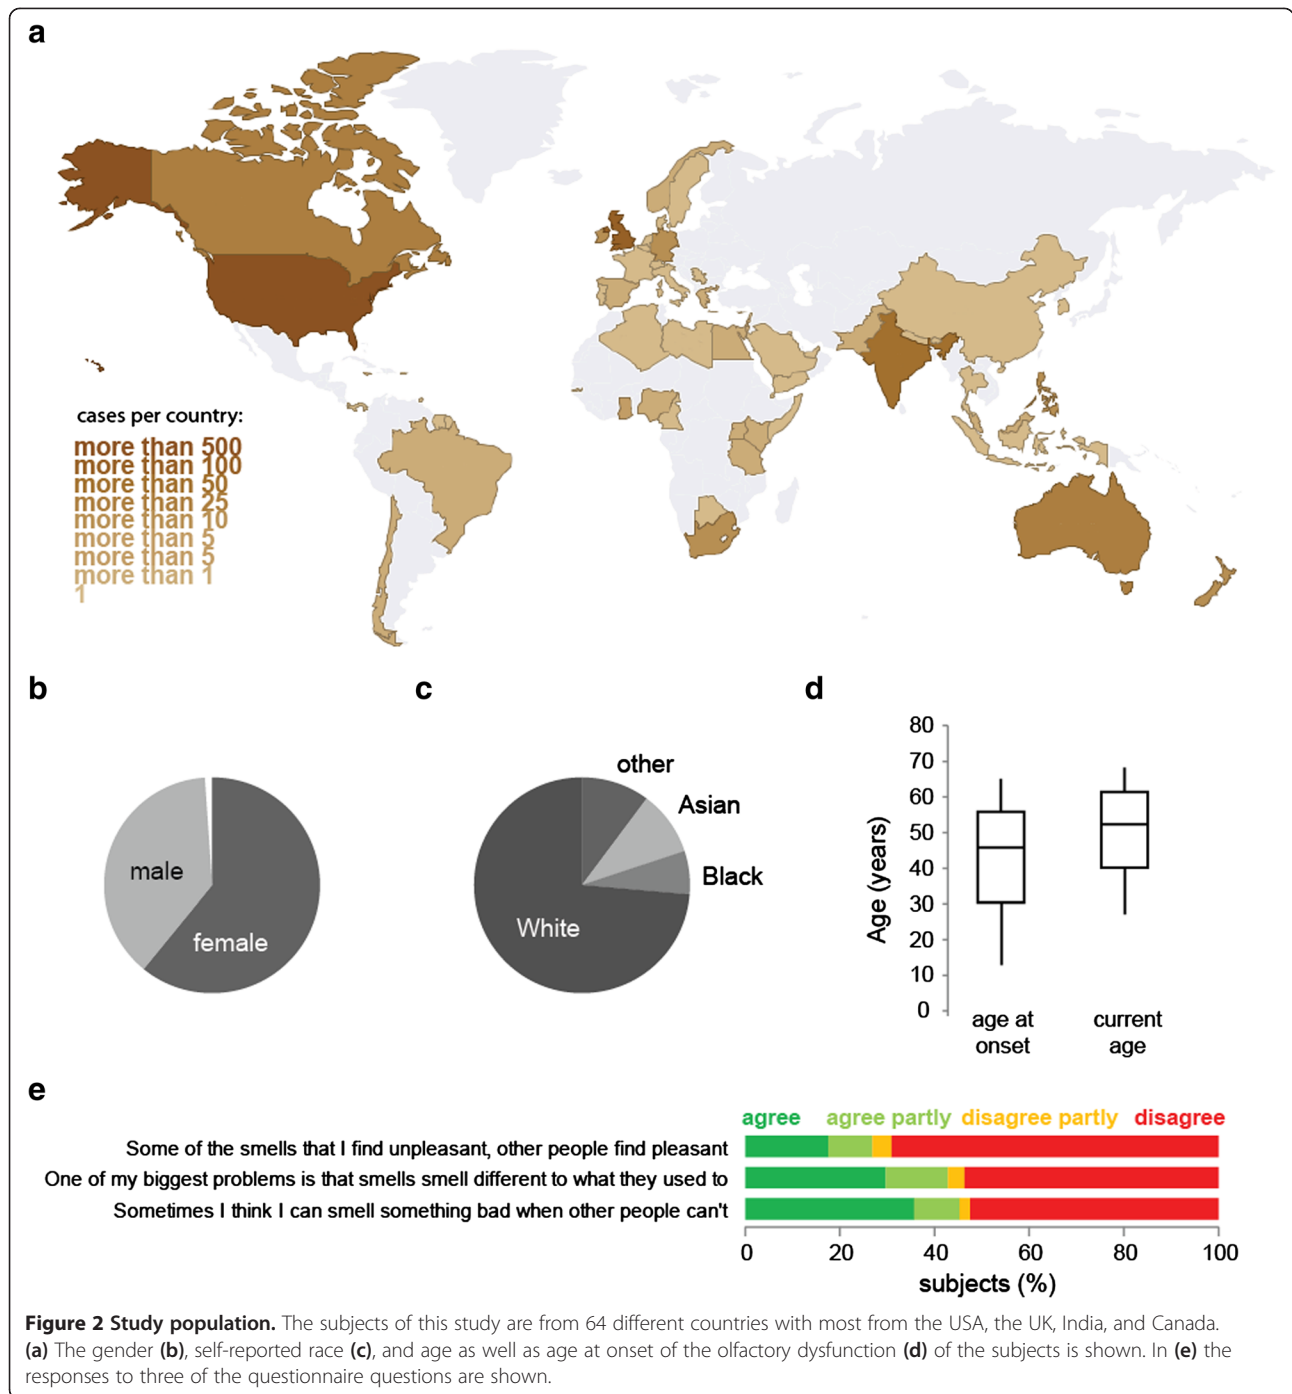 a
cases per country:
more than 500
more than 100
more than 50
more than 25
more than 10
more than 5
more than 5
more than 1
1
b
male
female
c
other
Asian
Black
White
d
Age (years)
80
70
60
50
40
30
20
10
0
age at
onset
current
age
e
agree agree partly disagree partly disagree
Some of the smells that I find unpleasant, other people find pleasant
One of my biggest problems is that smells smell different to what they used to
Sometimes I think I can smell something bad when other people can't
0 20 40 60 80 100
subjects (%)
Figure 2 Study population. The subjects of this study are from 64 different countries with most from the USA, the UK, India, and Canada.
(a) The gender (b), self-reported race (c), and age as well as age at onset of the olfactory dysfunction (d) of the subjects is shown. In (e) the
responses to three of the questionnaire questions are shown.